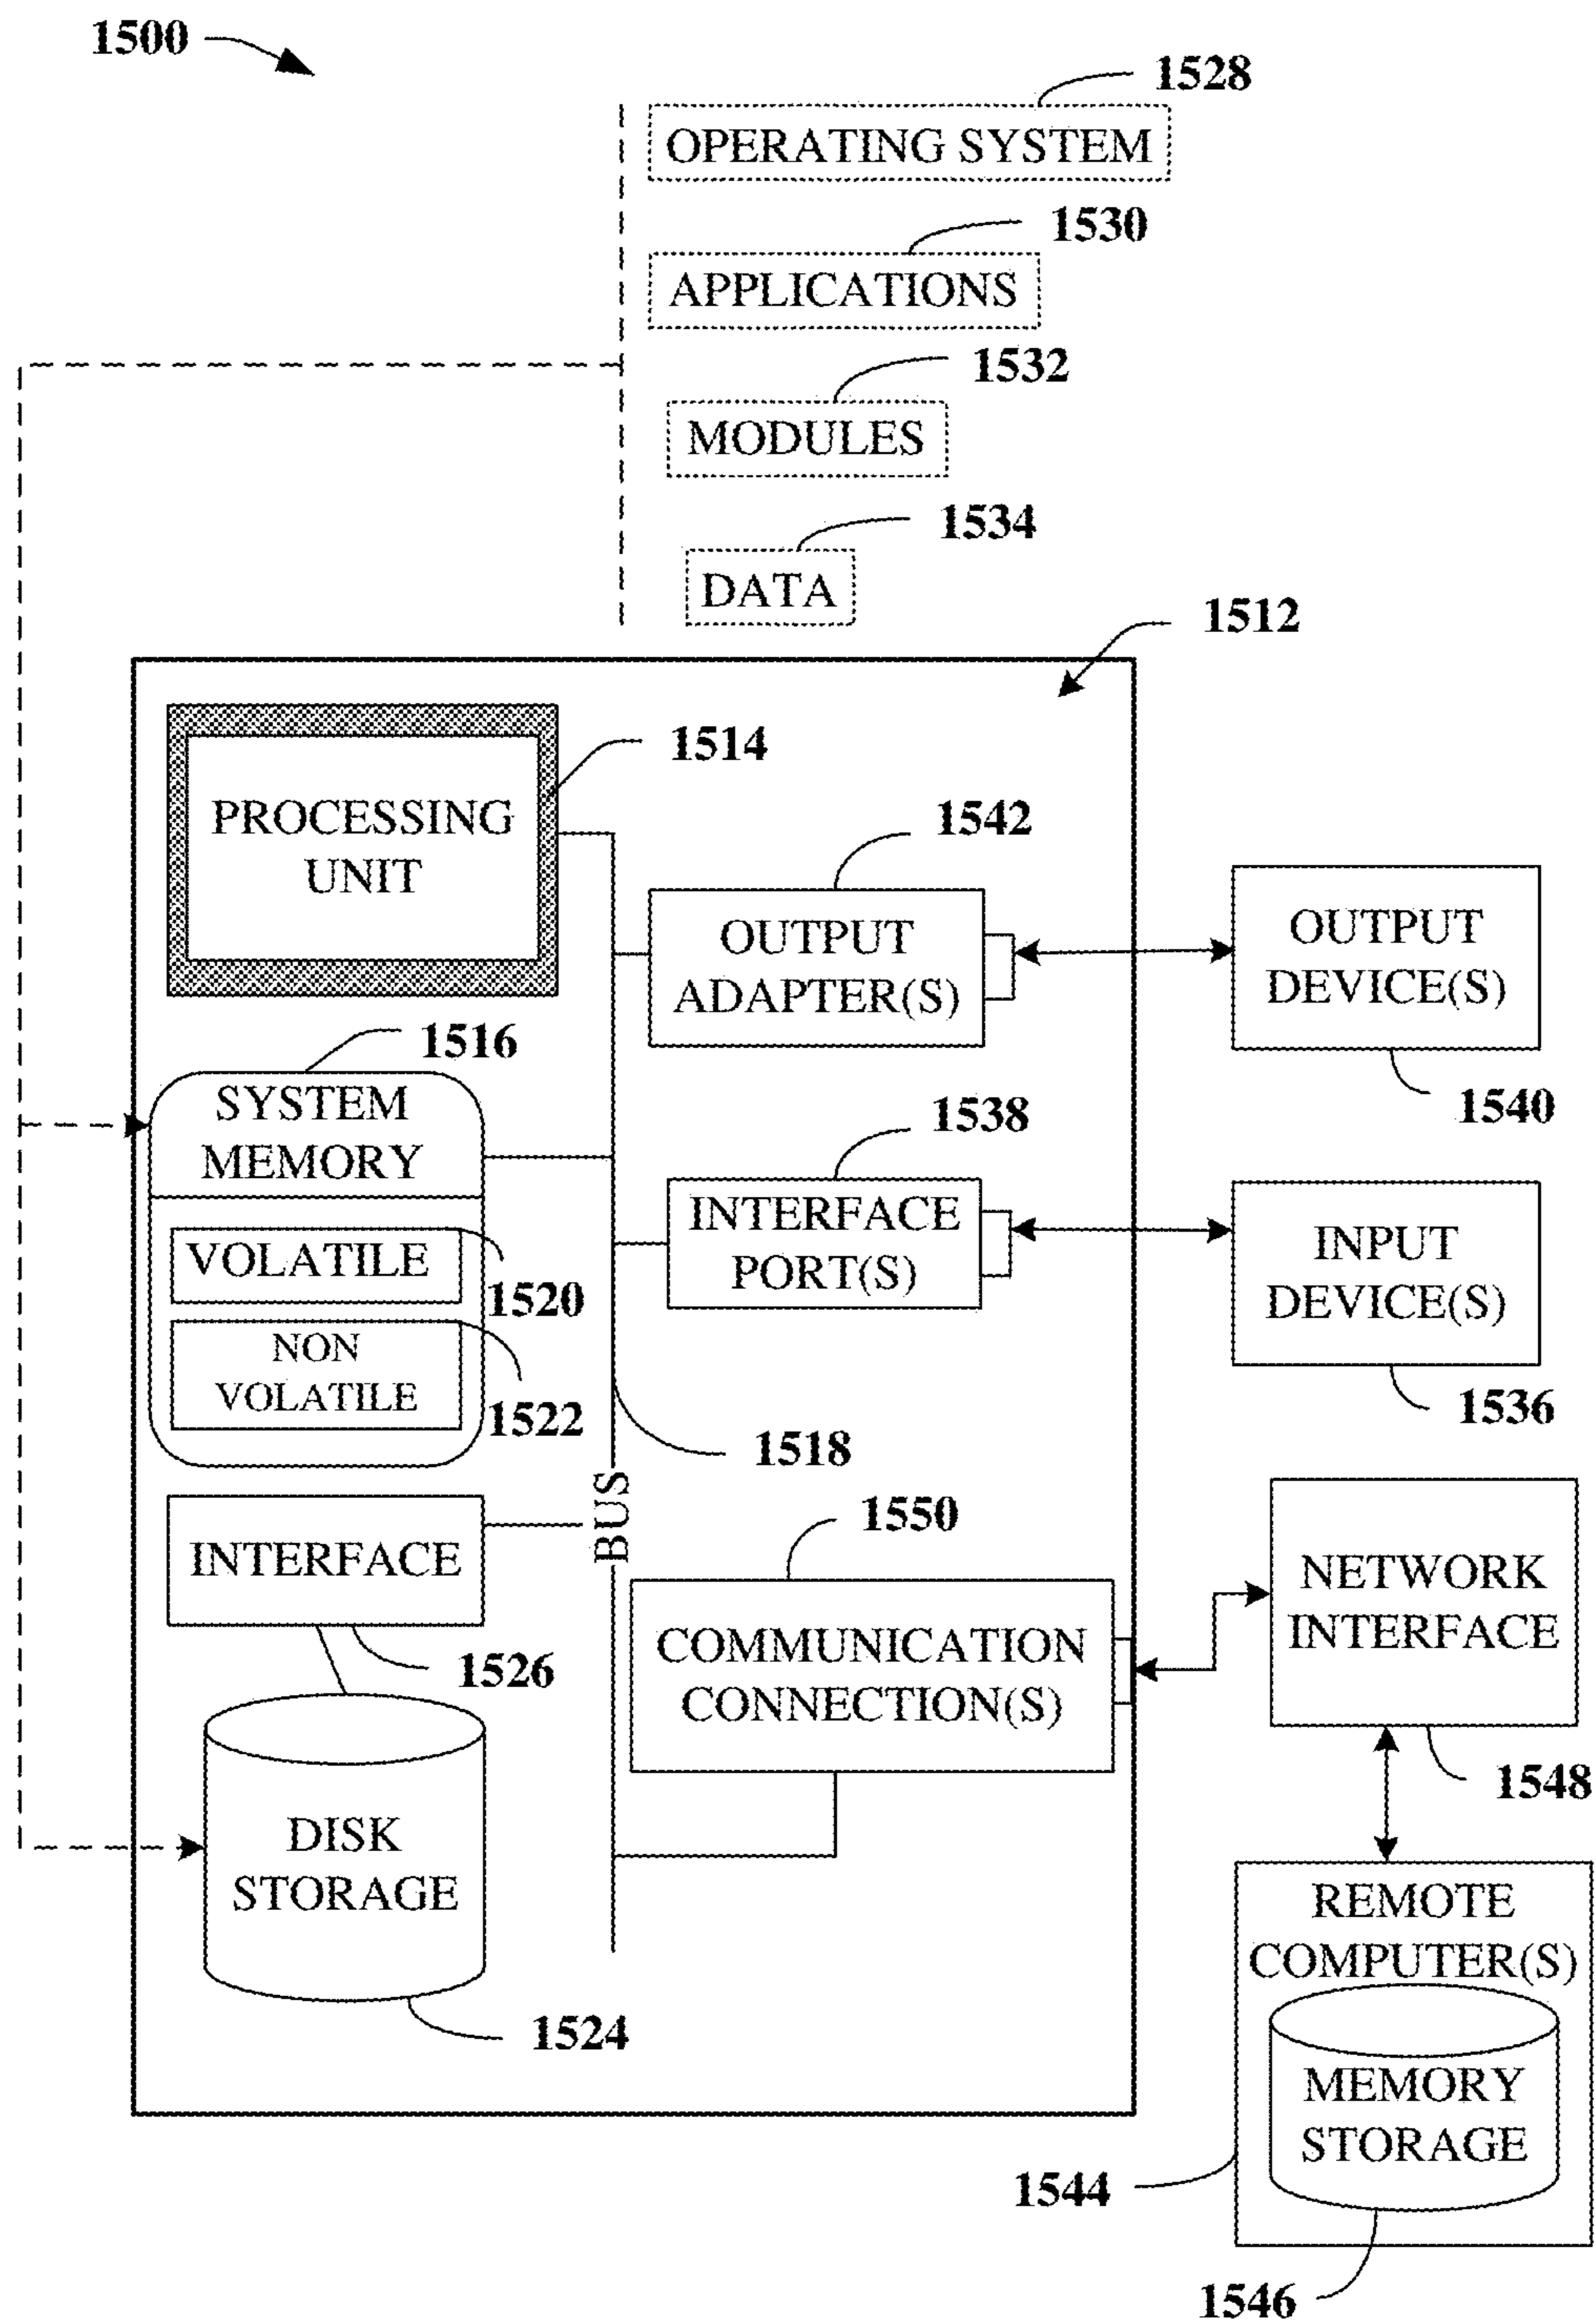 1500
1528
OPERATING SYSTEM
1530
APPLICATIONS
1532
MODULES
1534
DATA
1512
1514
PROCESSING
UNIT
1542
OUTPUT
ADAPTER(S)
OUTPUT
DEVICE(S)
1540
1516
SYSTEM
MEMORY
VOLATILE
1520
NON
VOLATILE
1522
1538
INTERFACE
PORT(S)
INPUT
DEVICE(S)
1536
1518
BUS
INTERFACE
1526
1550
COMMUNICATION
CONNECTION(S)
NETWORK
INTERFACE
1548
DISK
STORAGE
1524
REMOTE
COMPUTER(S)
MEMORY
STORAGE
1544
1546